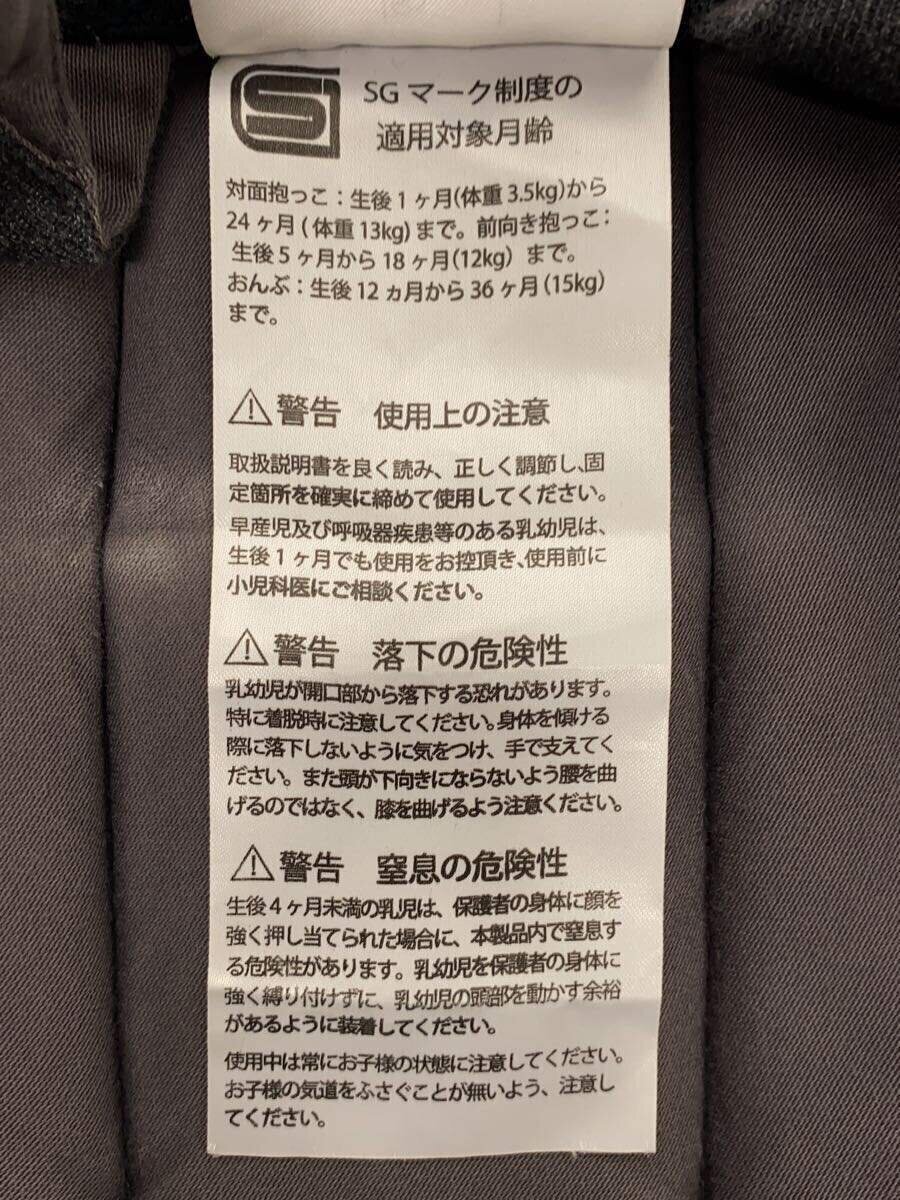 SG マーク制度の
適用対象月齢
対面抱っこ：生後 1 ヶ月(体重 3.5kg)から
24 ヶ月 ( 体重 13kg) まで。前向き抱っこ：
生後 5 ヶ月から 18 ヶ月(12kg) まで。
おんぶ：生後 12 ヵ月から 36 ヶ月 (15kg)
まで。
⚠警告 使用上の注意
取扱説明書を良く読み、正しく調節し、固
定箇所を確実に締めて使用してください。
早産児及び呼吸器疾患等のある乳幼児は、
生後 1 ヶ月でも使用をお控頂き、使用前に
小児科医にご相談ください。
⚠警告 落下の危険性
乳幼児が開口部から落下する恐れがあります。
特に着脱時に注意してください。身体を傾ける
際に落下しないように気をつけ、手で支えてく
ださい。また頭が下向きにならないよう腰を曲
げるのではなく、膝を曲げるよう注意ください。
⚠警告 窒息の危険性
生後 4 ヶ月未満の乳児は、保護者の身体に顔を
強く押し当てられた場合に、本製品内で窒息す
る危険性があります。乳幼児を保護者の身体に
強く縛り付けずに、乳幼児の頭部を動かす余裕
があるように装着してください。
使用中は常にお子様の状態に注意してください。
お子様の気道をふさぐことが無いよう、注意し
てください。